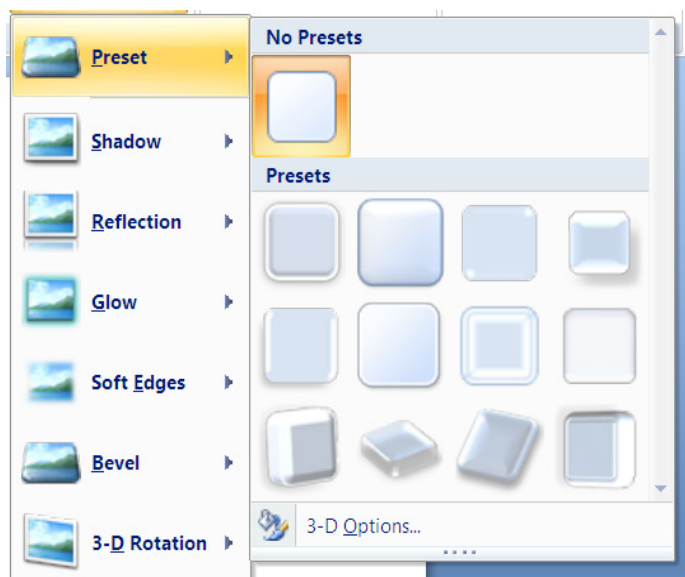 Preset
Shadow
Reflection
Glow
Soft Edges
Bevel
3-D Rotation
No Presets
Presets
3-D Options...